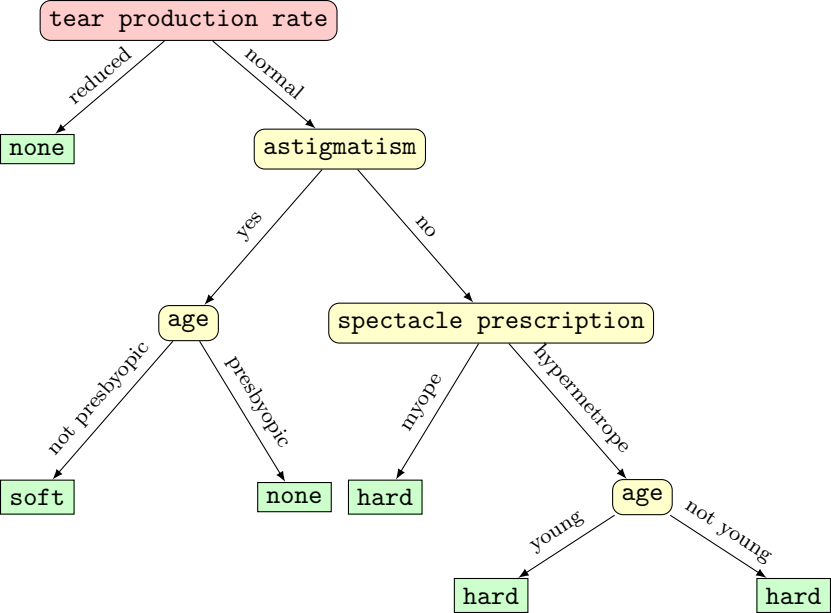 tear production rate
reduced
normal
none
astigmatism
yes
no
age
spectacle prescription
not presbyopic
presbyopic
myope
hypermetrope
soft
none
hard
age
young
not young
hard
hard